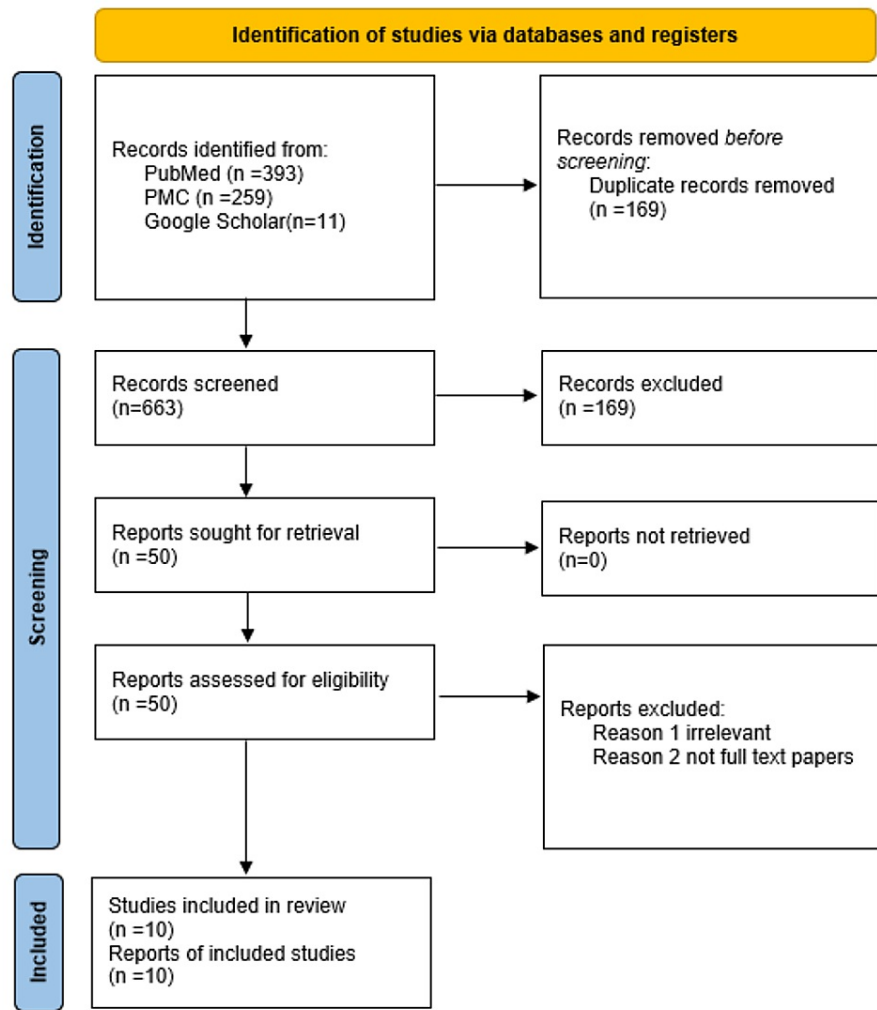 Identification of studies via databases and registers
Identification
Records identified from:
PubMed (n =393)
PMC (n =259)
Google Scholar(n=11)
Records removed before
screening:
Duplicate records removed
(n =169)
Screening
Records screened
(n=663)
Records excluded
(n =169)
Reports sought for retrieval
(n =50)
Reports not retrieved
(n=0)
Reports assessed for eligibility
(n =50)
Reports excluded:
Reason 1 irrelevant
Reason 2 not full text papers
Included
Studies included in review
(n =10)
Reports of included studies
(n =10)